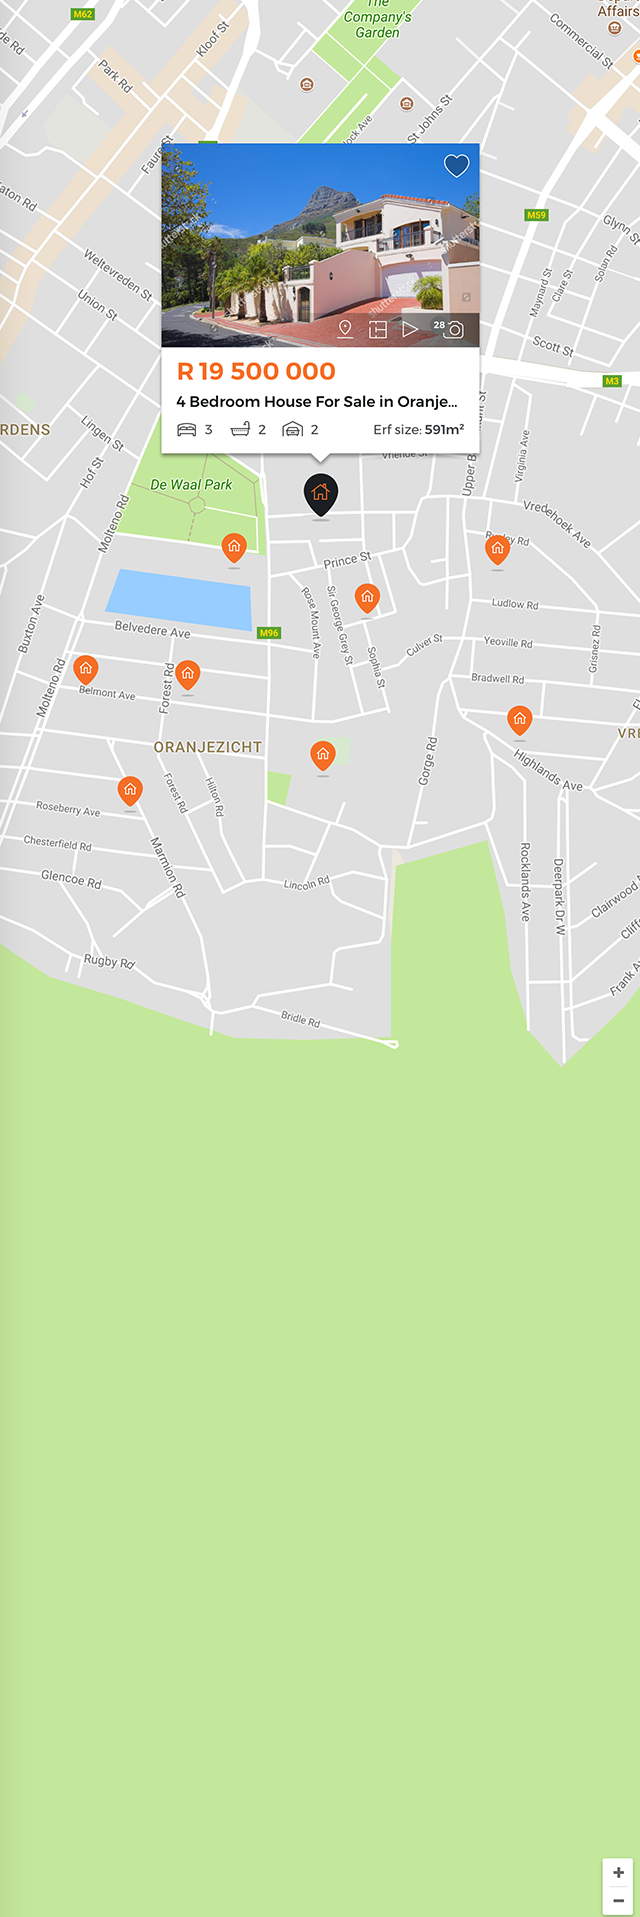 The
Company's
Garden
Affairs
M62
Kloof St
Commercial St
Park Rd
St Johns St
Faure St
M59
Glynn St
Weltevreden St
Solan Rd
Maynard St
Clare St
Union St
shutterstock
28
Scott St
M3
R 19 500 000
4 Bedroom House For Sale in Oranje...
3 2 2 Erf size: 591m²
RDENS
Lingen St
Hof St
Vriende St
Virginia Ave
De Waal Park
Molteno Rd
Vredehoek Ave
Prince St
Ludlow Rd
Rose Mount Ave
Sir George Grey St
Buxton Ave
Belvedere Ave
M96
Culver St
Yeoville Rd
Grisnez Rd
Sophia St
Molteno Rd
Forest Rd
Bradwell Rd
Belmont Ave
ORANJEZICHT
VRE
Gorge Rd
Highlands Ave
Forest Rd
Hilton Rd
Roseberry Ave
Chesterfield Rd
Marmion Rd
Glencoe Rd
Lincoln Rd
Rocklands Ave
Deerpark Dr W
Clairwood
Cliff
Frank A
Rugby Rd
Bridle Rd
+
−